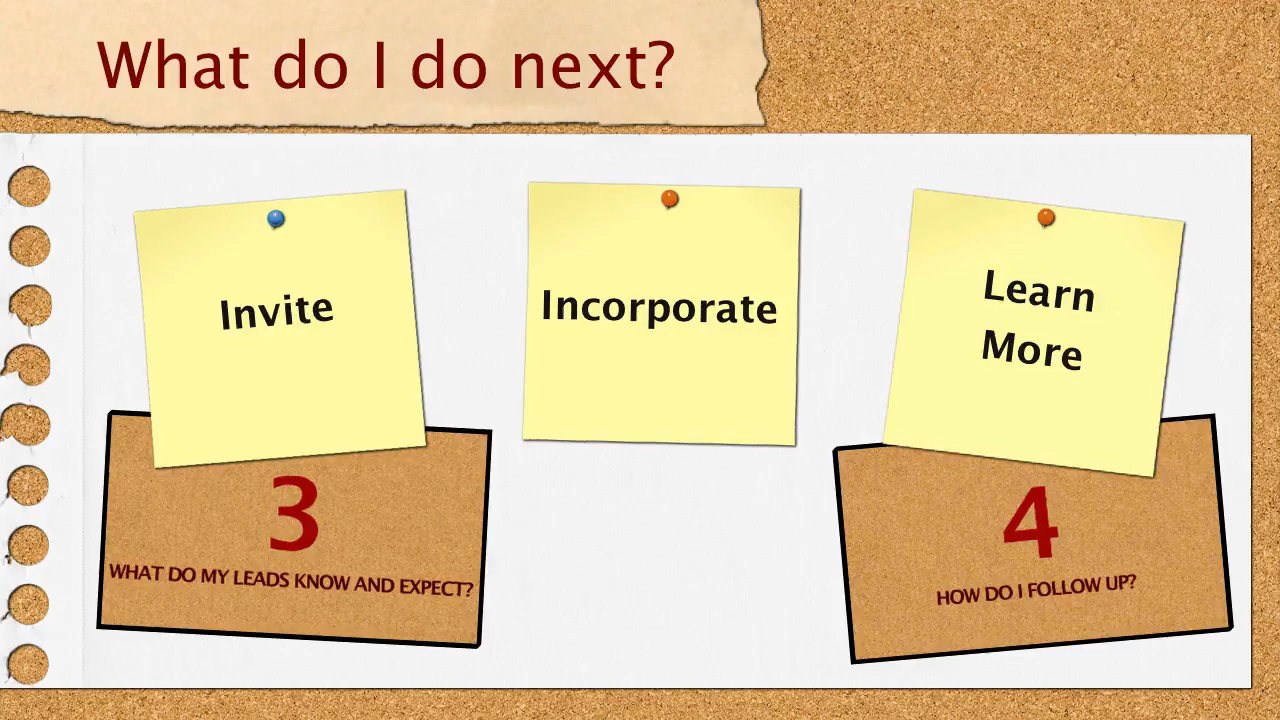 What do I do next?
Invite
Incorporate
Learn
More
3
WHAT DO MY LEADS KNOW AND EXPECT?
4
HOW DO I FOLLOW UP?